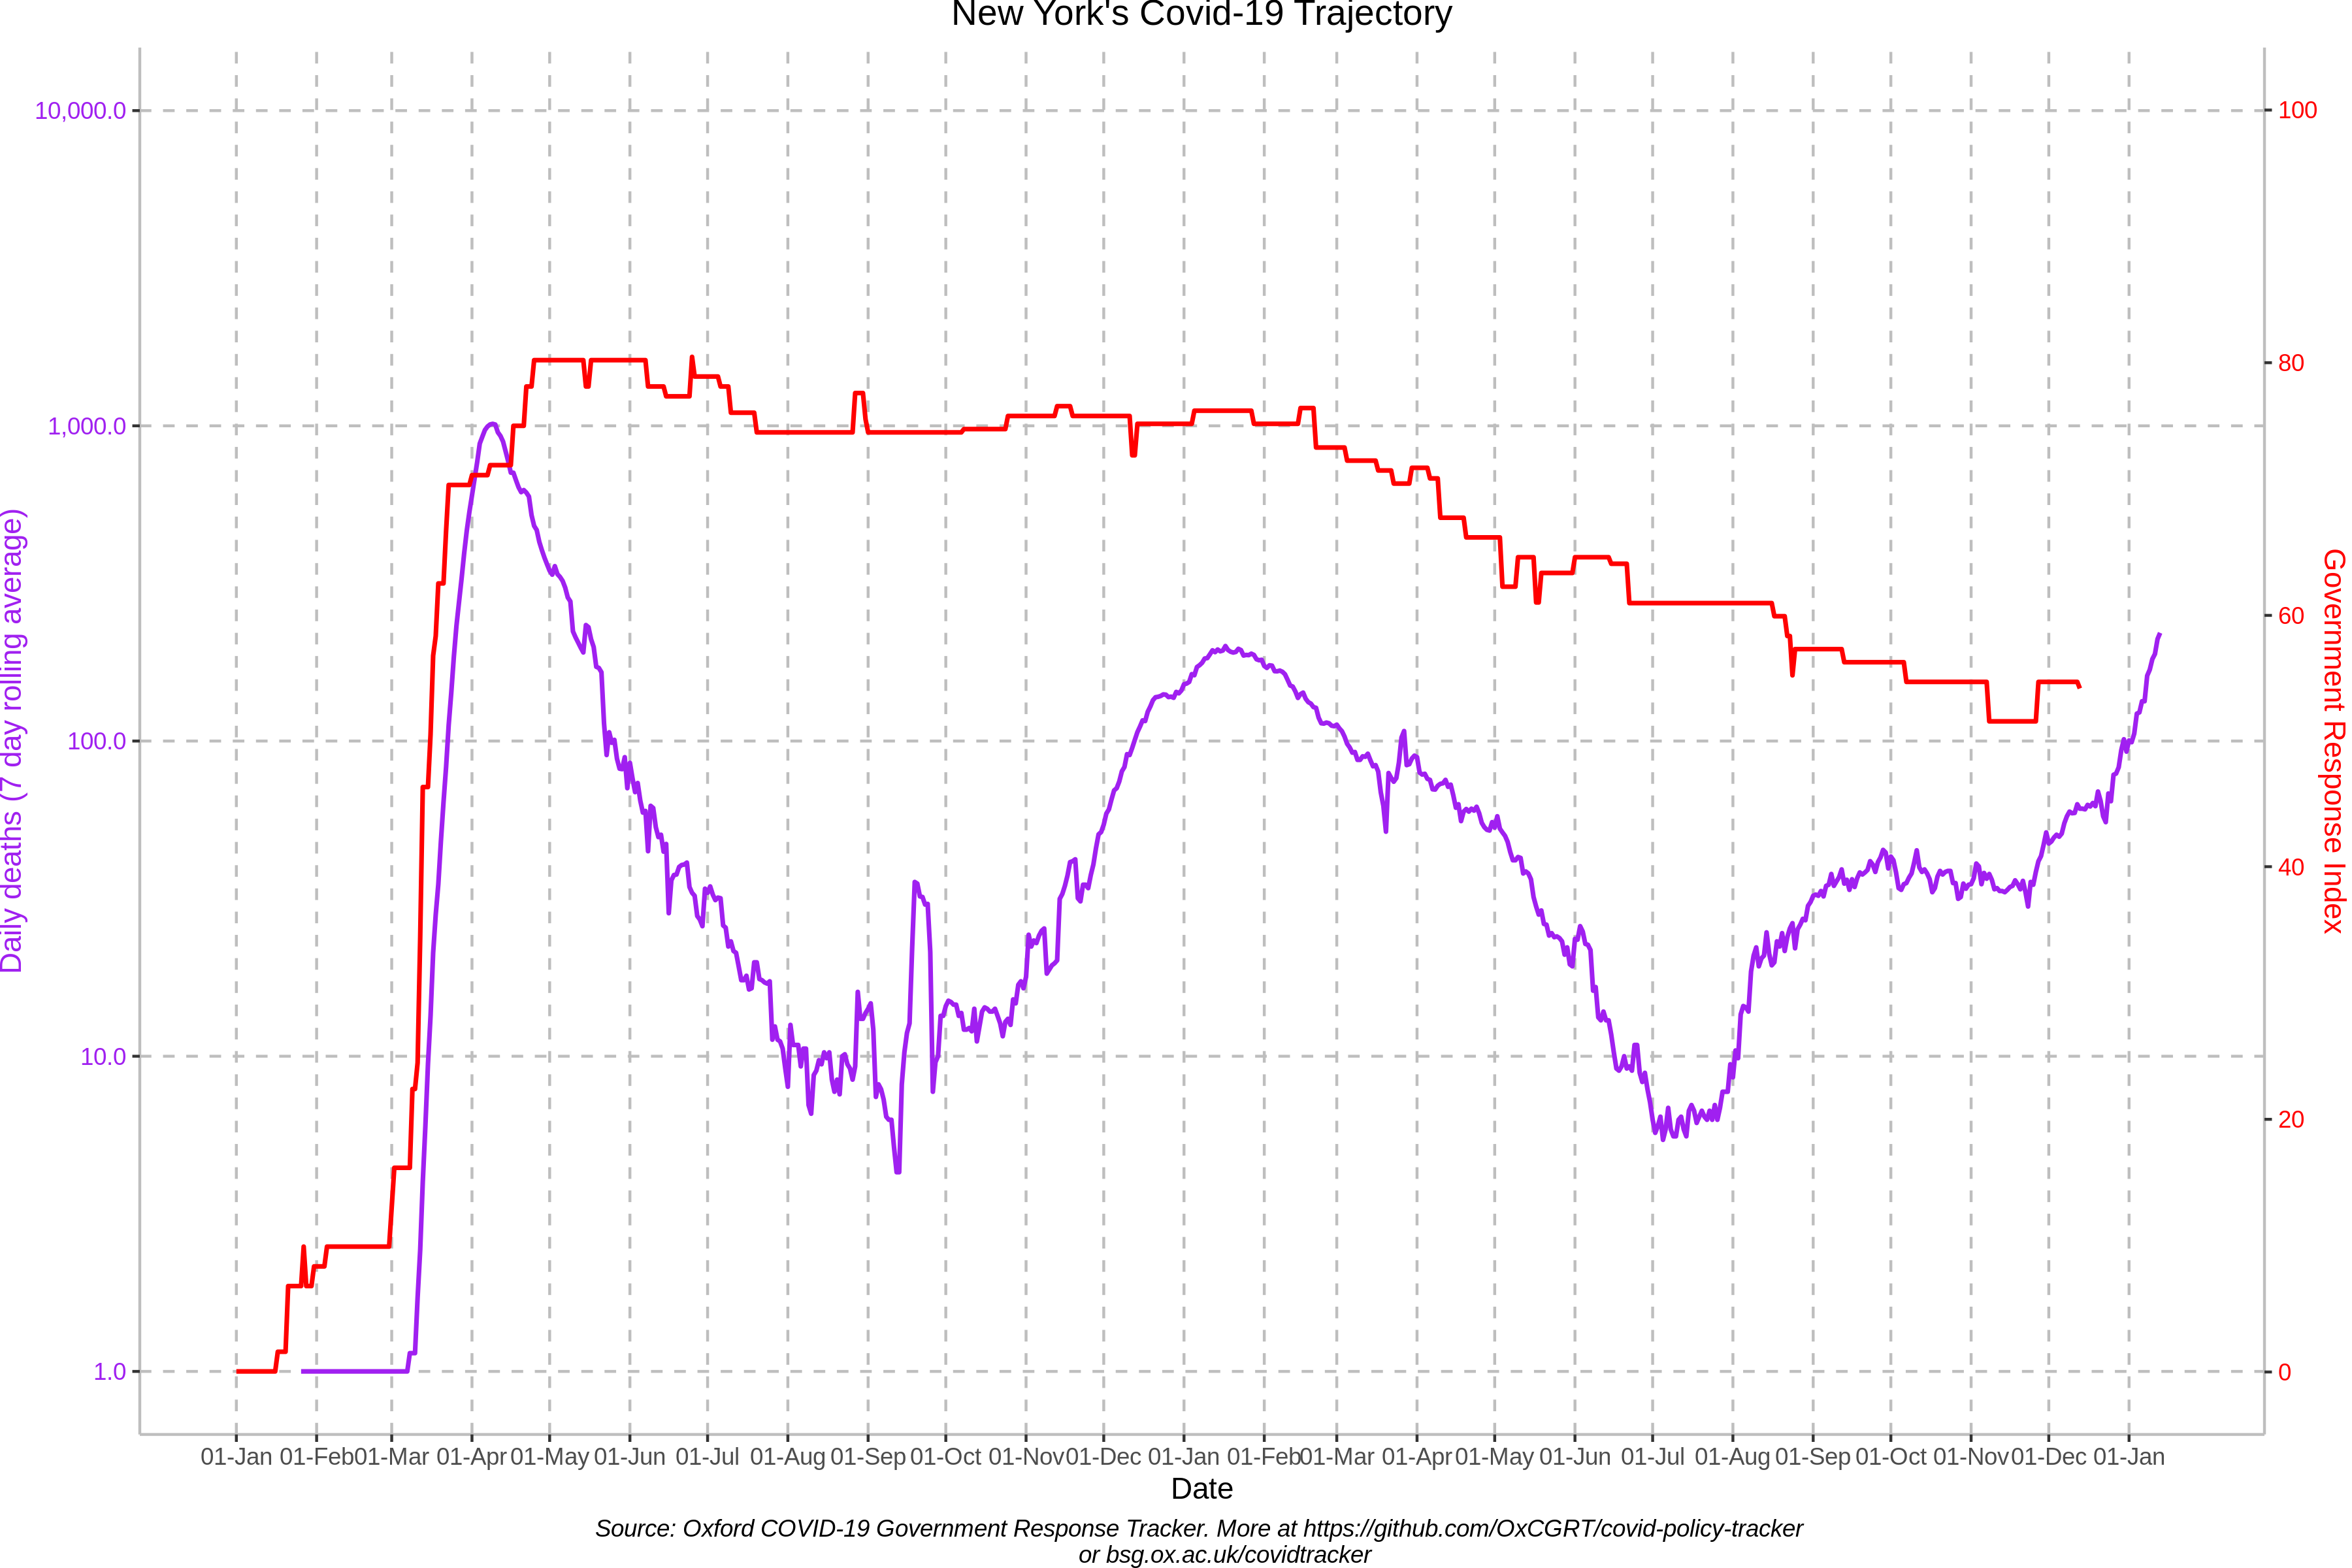 New York's Covid-19 Trajectory
10,000.0
1,000.0
100.0
10.0
1.0
Daily deaths (7 day rolling average)
100
80
60
40
20
0
Government Response Index
01-Jan 01-Feb 01-Mar 01-Apr 01-May 01-Jun 01-Jul 01-Aug 01-Sep 01-Oct 01-Nov 01-Dec 01-Jan 01-Feb 01-Mar 01-Apr 01-May 01-Jun 01-Jul 01-Aug 01-Sep 01-Oct 01-Nov 01-Dec 01-Jan
Date
Source: Oxford COVID-19 Government Response Tracker. More at https://github.com/OxCGRT/covid-policy-tracker
or bsg.ox.ac.uk/covidtracker